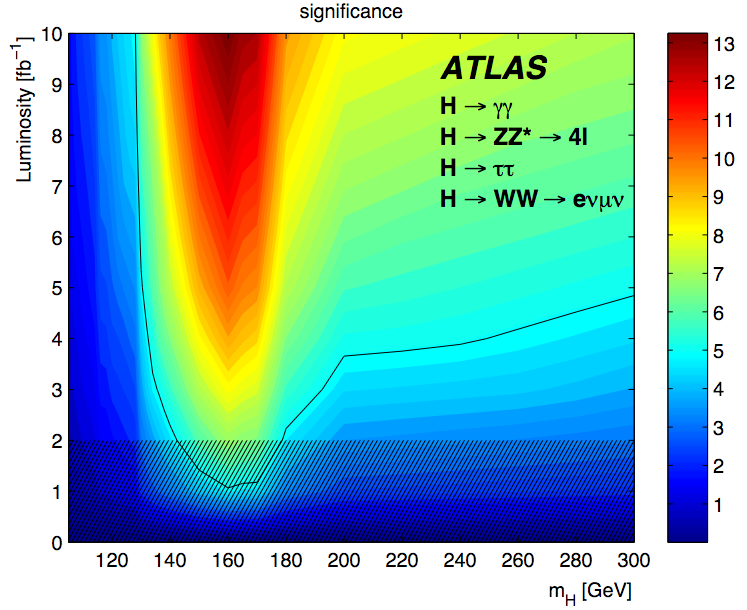 significance
Luminosity [fb⁻¹]
10
9
8
7
6
5
4
3
2
1
0
ATLAS
H → γγ
H → ZZ* → 4l
H → ττ
H → WW → eνμν
120 140 160 180 200 220 240 260 280 300
m_H [GeV]
13
12
11
10
9
8
7
6
5
4
3
2
1